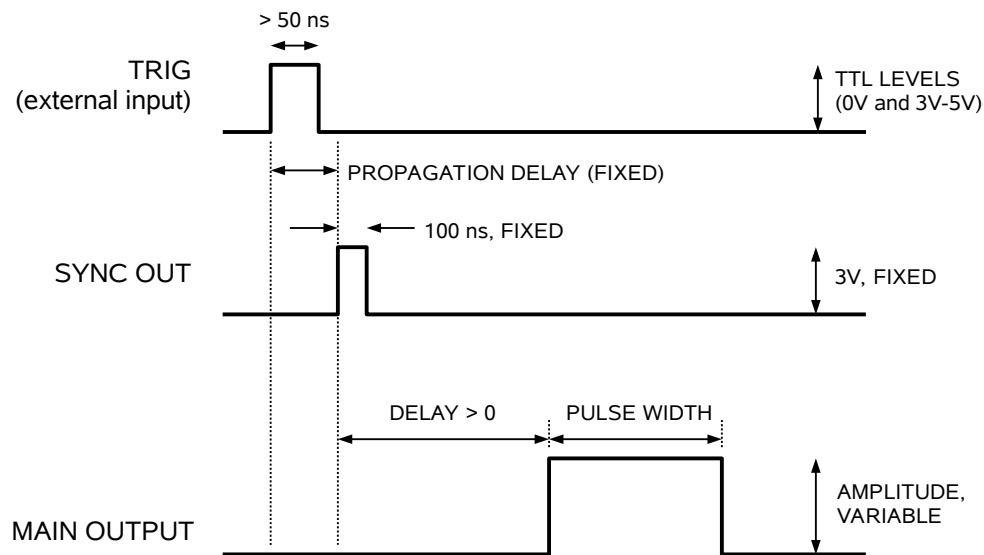 > 50 ns
TRIG
(external input)
TTL LEVELS
(0V and 3V-5V)
PROPAGATION DELAY (FIXED)
100 ns, FIXED
SYNC OUT
3V, FIXED
DELAY > 0
PULSE WIDTH
MAIN OUTPUT
AMPLITUDE,
VARIABLE